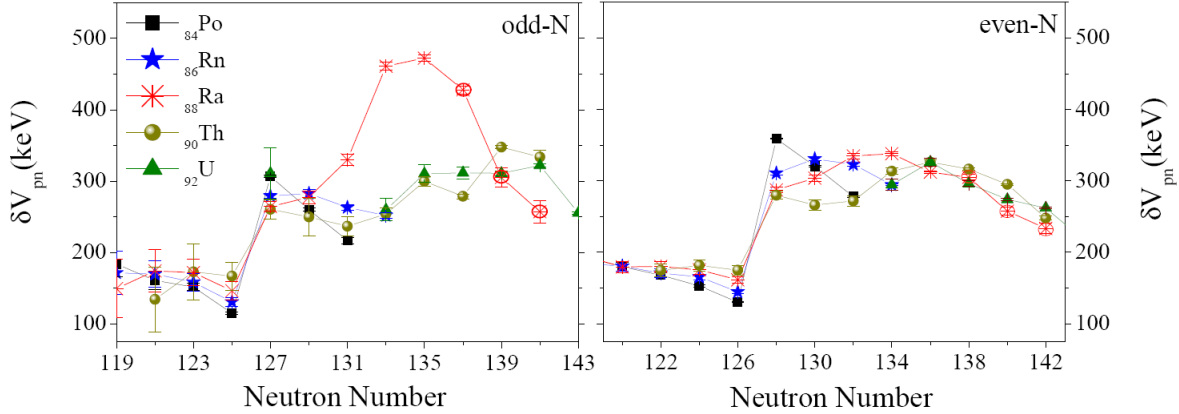 odd-N
even-N
84Po
86Rn
88Ra
90Th
92U
δVpn (keV)
500
400
300
200
100
119 123 127 131 135 139 143
Neutron Number
122 126 130 134 138 142
Neutron Number
500
400
300
200
100
δVpn (keV)